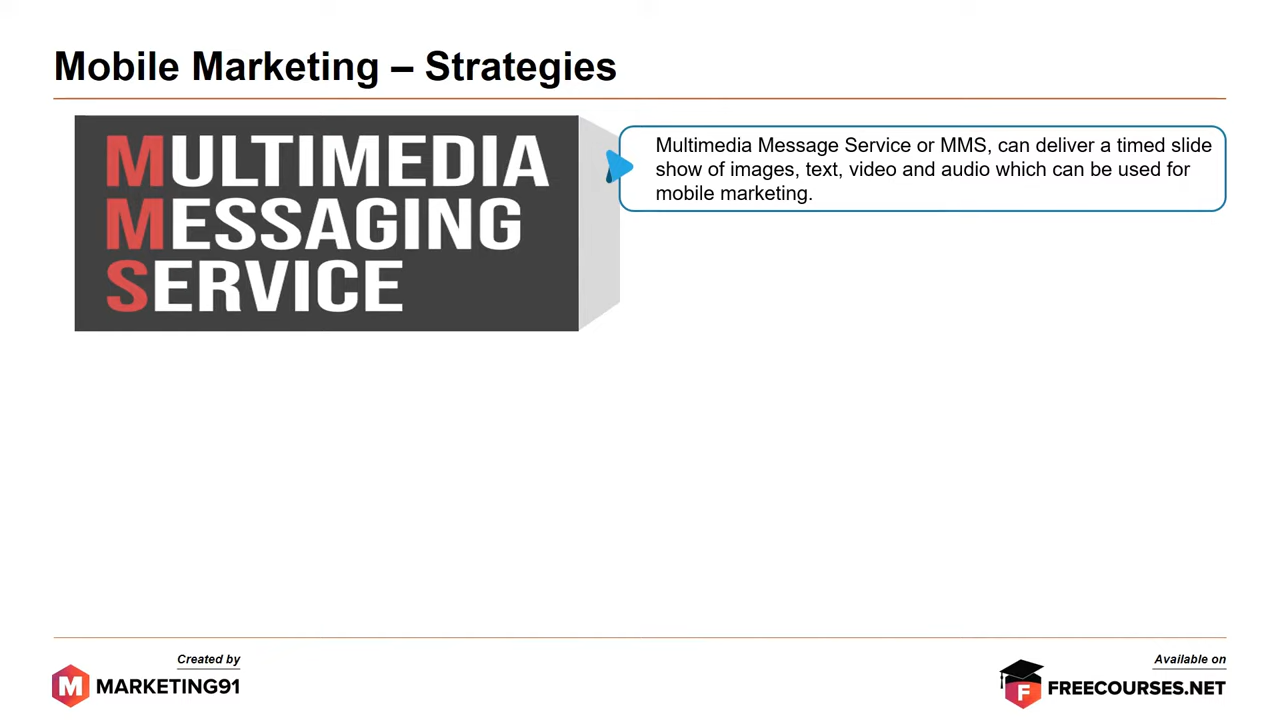 Mobile Marketing – Strategies
MULTIMEDIA
MESSAGING
SERVICE
Multimedia Message Service or MMS, can deliver a timed slide
show of images, text, video and audio which can be used for
mobile marketing.
Created by
M MARKETING91
Available on
F FREECOURSES.NET